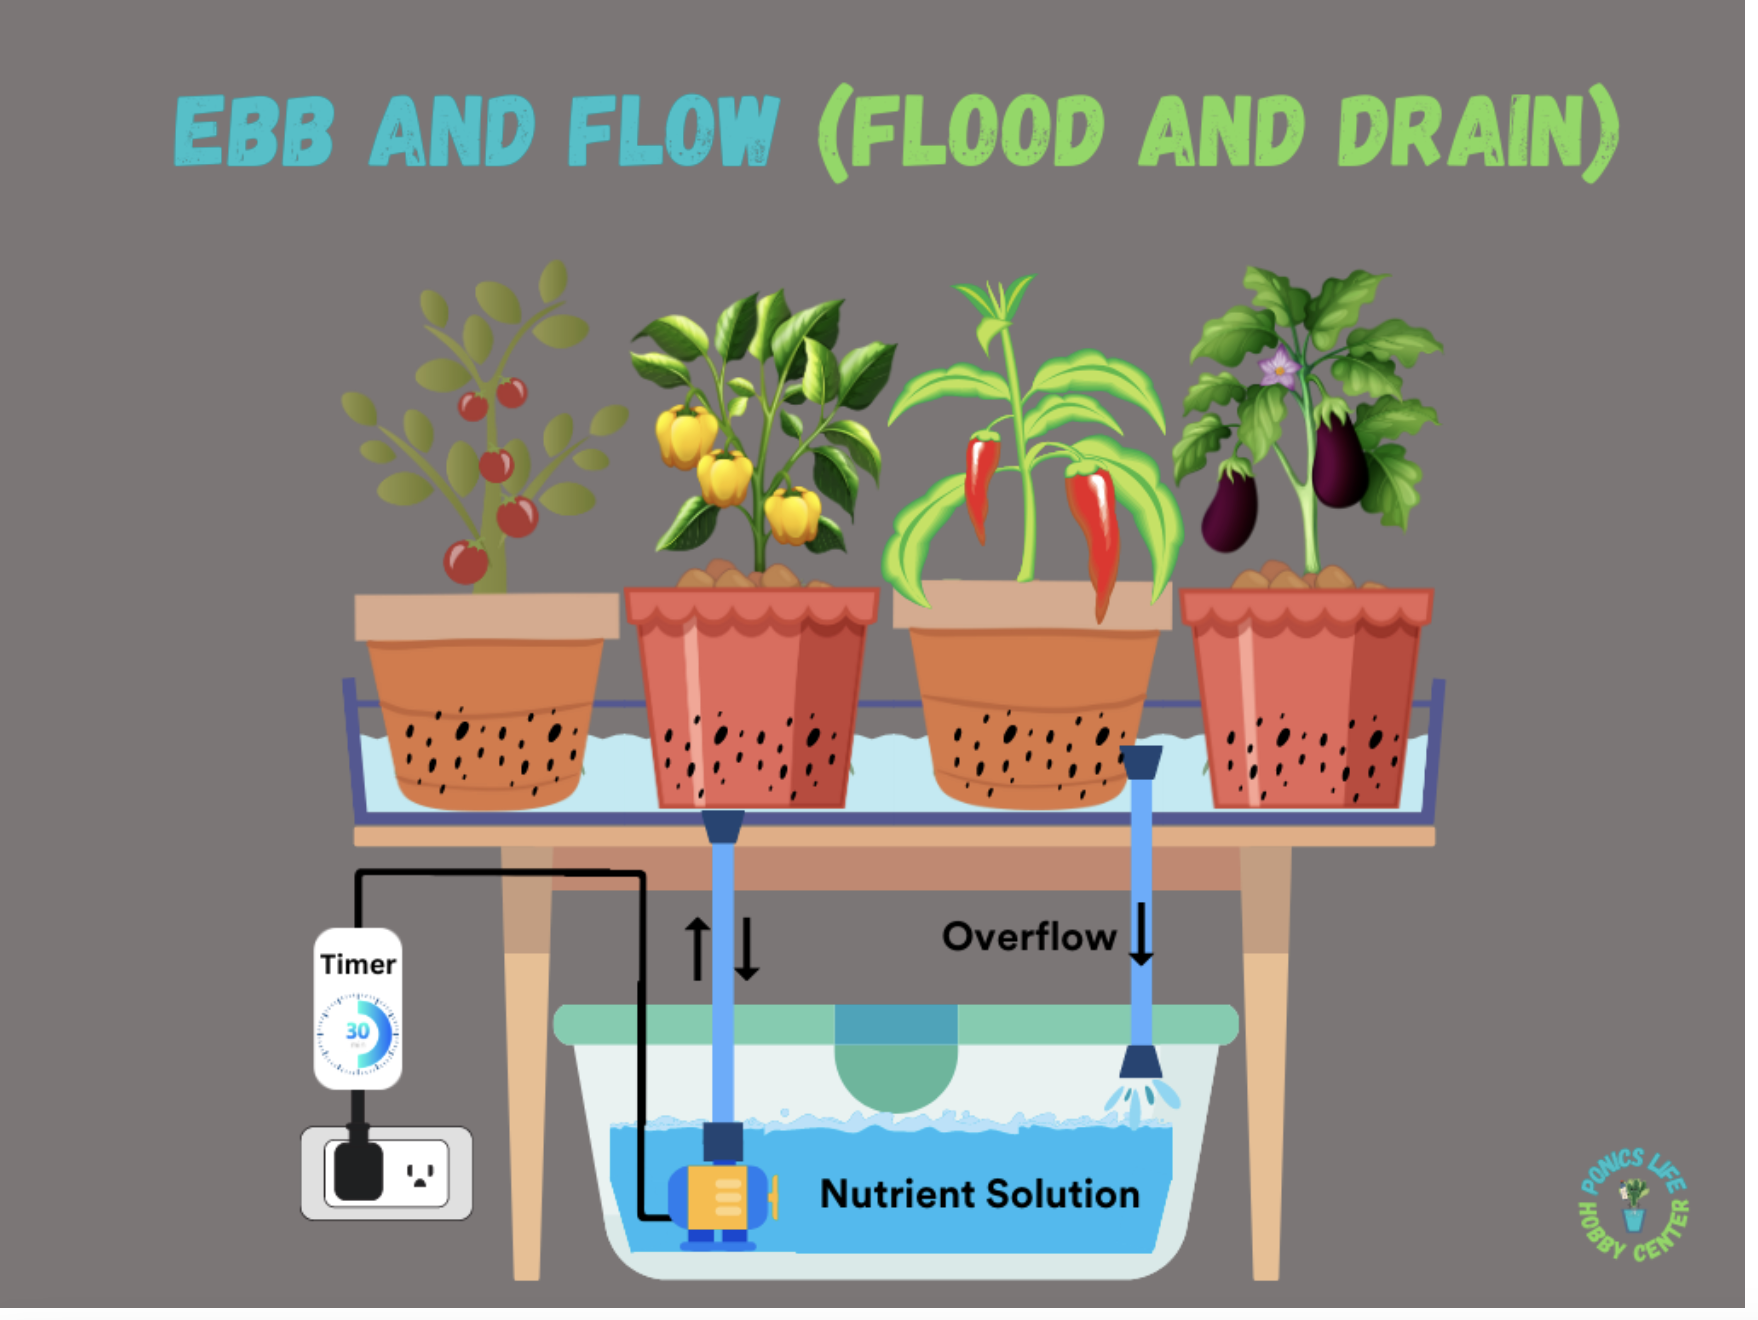 EBB AND FLOW (FLOOD AND DRAIN)
Timer
30
Overflow
Nutrient Solution
PONICS LIFE
HOBBY CENTER